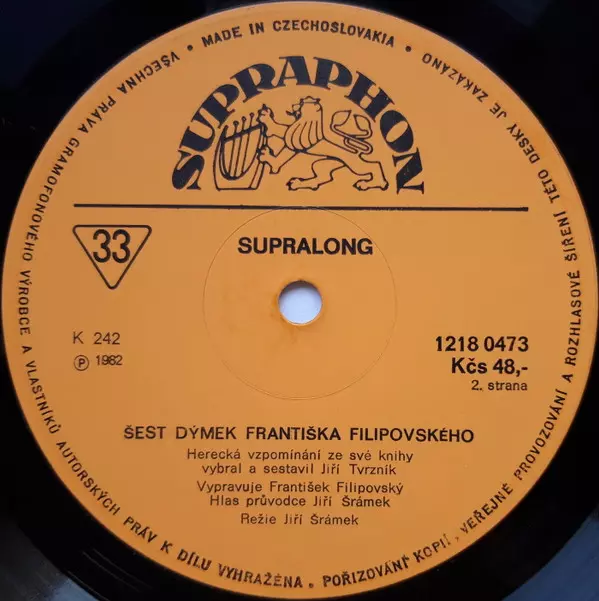 • MADE IN CZECHOSLOVAKIA •
SUPRAPHON
33
SUPRALONG
K 242
Ⓟ 1982
1218 0473
Kčs 48,-
2. strana
ŠEST DÝMEK FRANTIŠKA FILIPOVSKÉHO
Herecká vzpomínání ze své knihy
vybral a sestavil Jiří Tvrzník
Vypravuje František Filipovský
Hlas průvodce Jiří Šrámek
Režie Jiří Šrámek
VŠECHNA PRÁVA GRAMOFONOVÉHO VÝROBCE A VLASTNÍKŮ AUTORSKÝCH PRÁV K DÍLU VYHRAŽENA. POŘIZOVÁNÍ KOPIÍ, VEŘEJNÉ PROVOZOVÁNÍ A ROZHLASOVÉ ŠÍŘENÍ TÉTO DESKY JE ZAKÁZÁNO